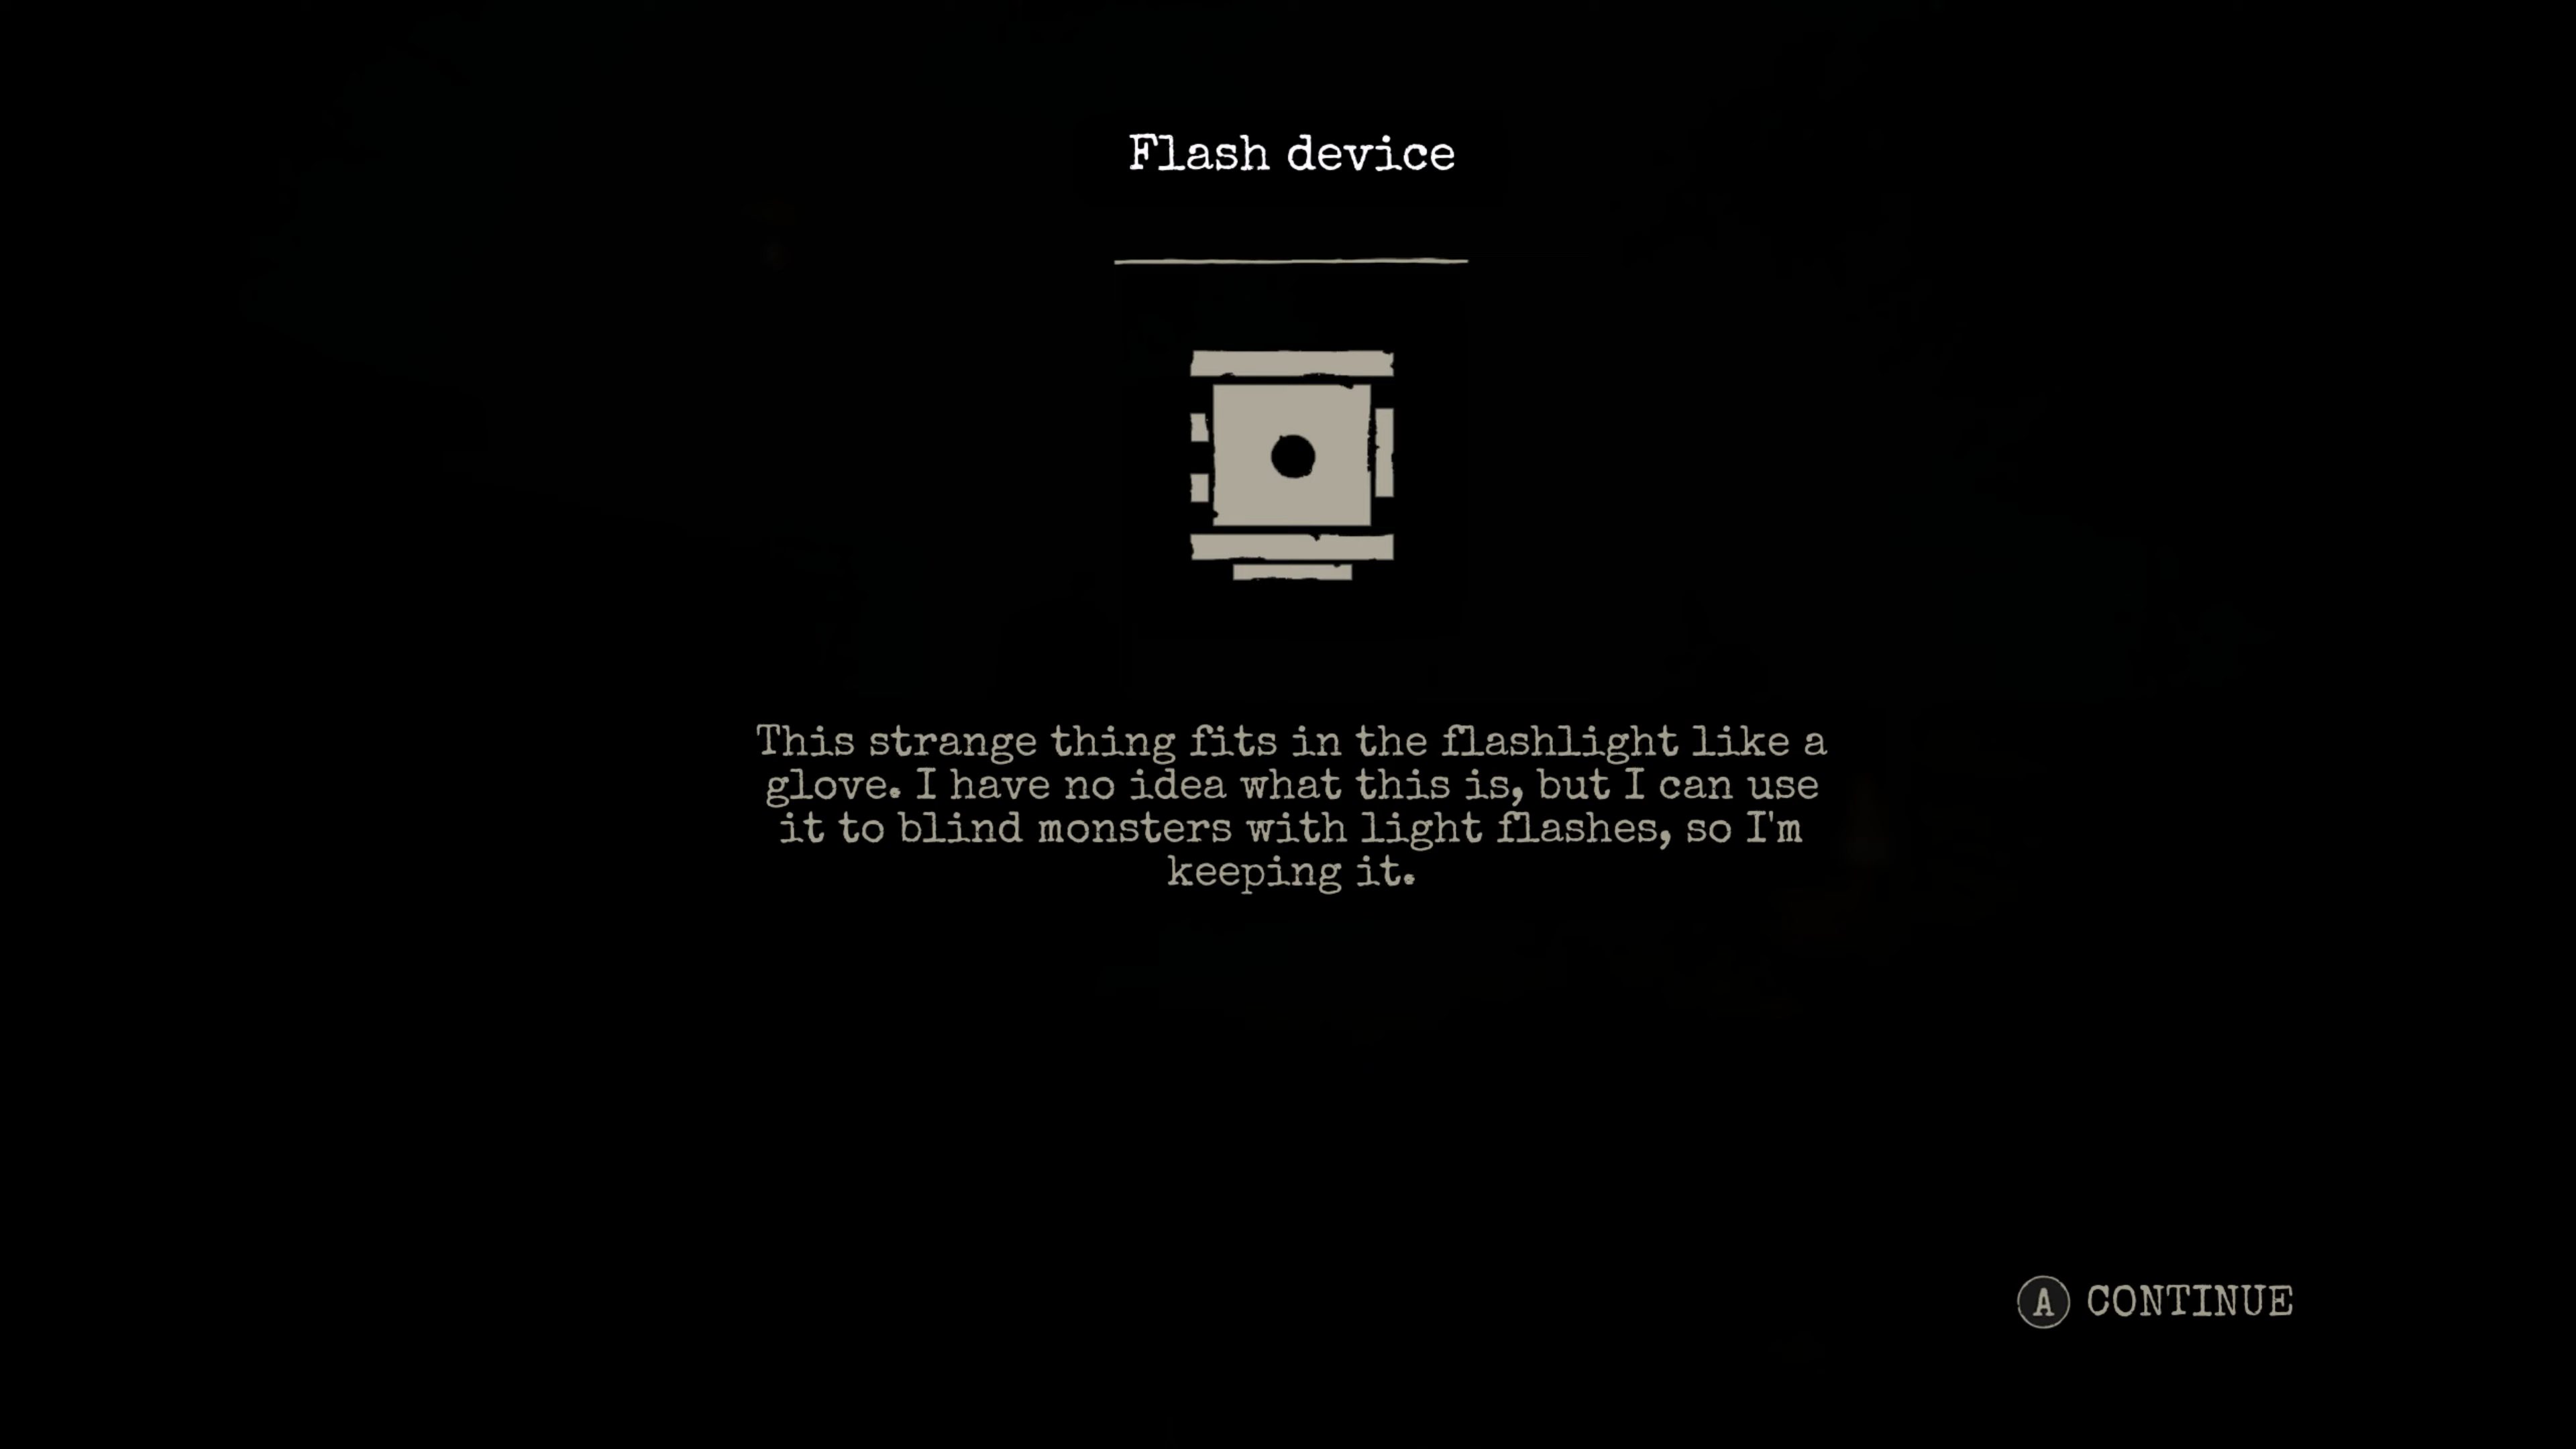 Flash device
This strange thing fits in the flashlight like a
glove. I have no idea what this is, but I can use
it to blind monsters with light flashes, so I'm
keeping it.
A CONTINUE